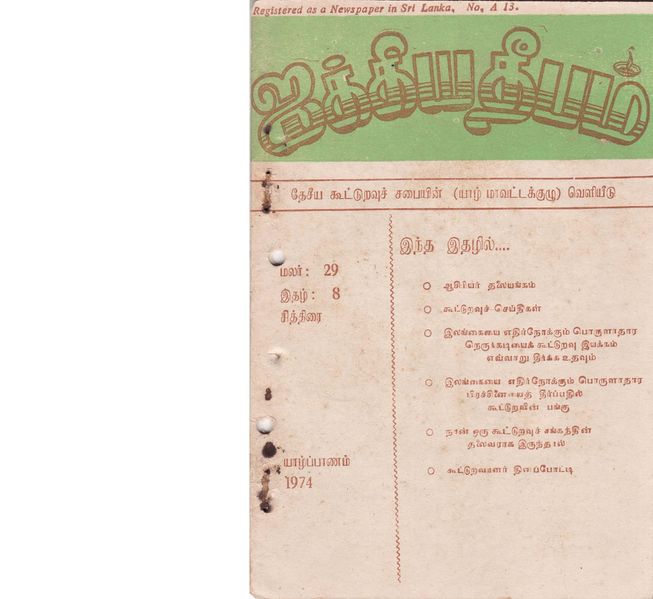 Registered as a Newspaper in Sri Lanka, No, A 13.
ஐக்கியதீபம்
தேசீய கூட்டுறவுச் சபையின் (யாழ் மாவட்டக்குழு) வெளியீடு
இந்த இதழில்....
மலர் : 29
இதழ் : 8
சித்திரை
ஆசிரியர் தலையங்கம்
கூட்டுறவுச் செய்திகள்
இலங்கையை எதிர்நோக்கும் பொருளாதார
நெருக்கடியைக் கூட்டுறவு இயக்கம்
எவ்வாறு தீர்க்க உதவும்
இலங்கையை எதிர்நோக்கும் பொருளாதார
பிரச்சினையைத் தீர்ப்பதில்
கூட்டுறவின் பங்கு
நான் ஒரு கூட்டுறவுச் சங்கத்தின்
தலைவராக இருந்தால்
கூட்டுறவாளர்
யாழ்ப்பாணம்
1974